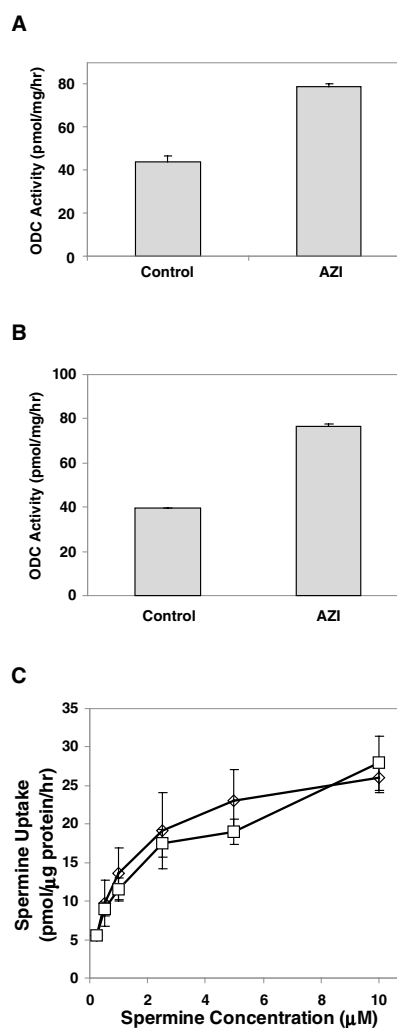 A
ODC Activity (pmol/mg/hr)
80
60
40
20
0
Control AZI
B
ODC Activity (pmol/mg/hr)
100
80
60
40
20
0
Control AZI
C
Spermine Uptake
(pmol/μg protein/hr)
35
30
25
20
15
10
5
0
0 2 4 6 8 10
Spermine Concentration (μM)